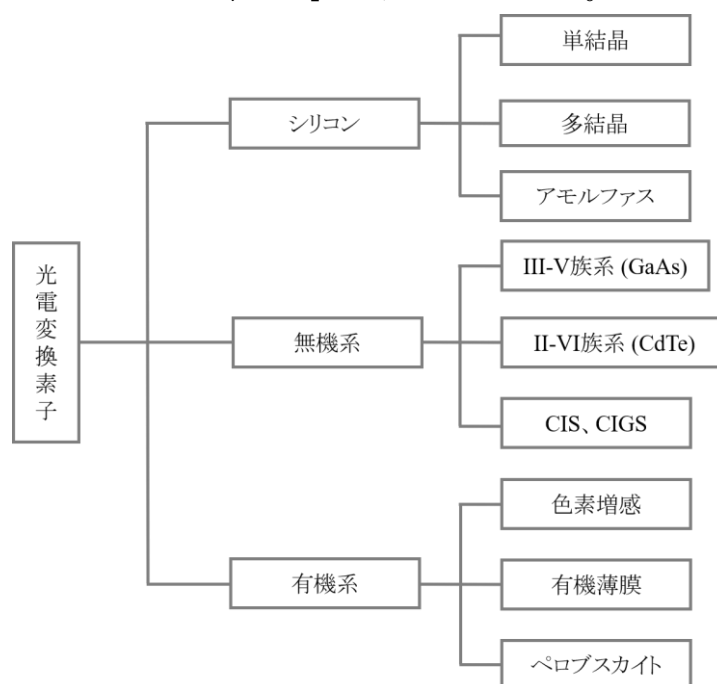 光電変換素子
シリコン
単結晶
多結晶
アモルファス
無機系
III-V族系 (GaAs)
II-VI族系 (CdTe)
CIS、CIGS
有機系
色素増感
有機薄膜
ペロブスカイト